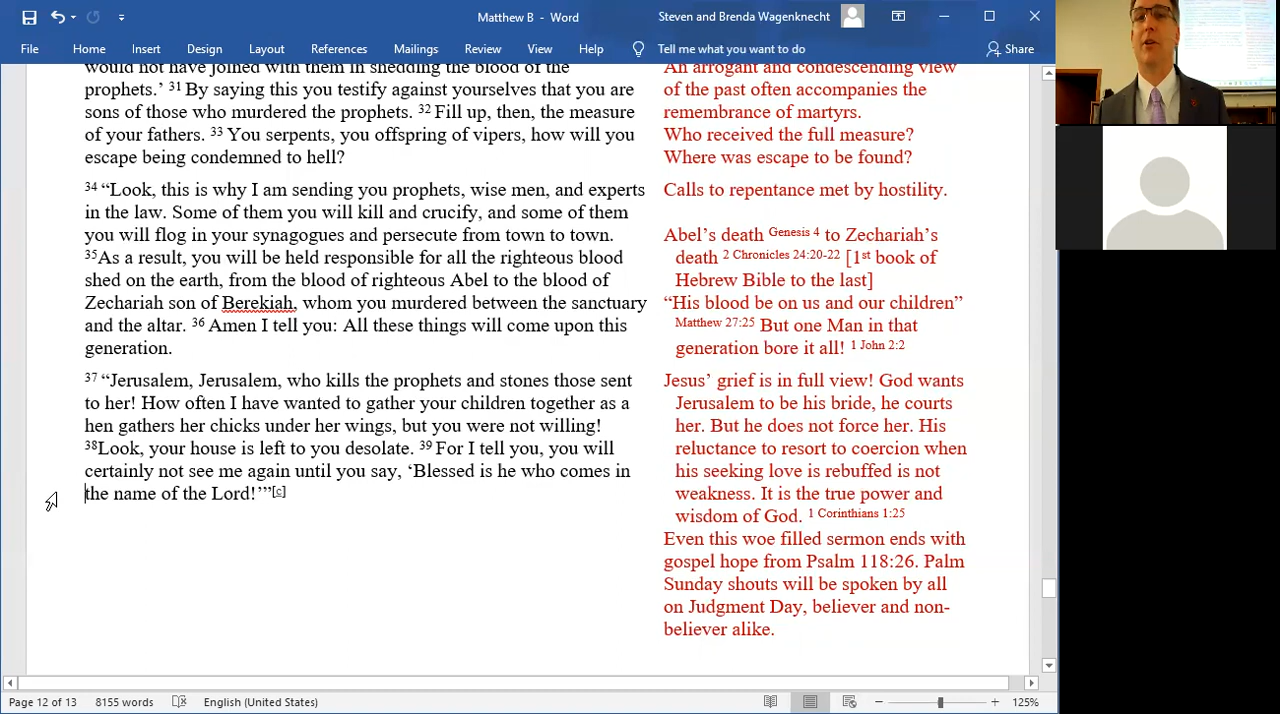 Matthew B - Word
Steven and Brenda Wagenknecht
File Home Insert Design Layout References Mailings Review View Help Tell me what you want to do Share
would not have joined with them in shedding the blood of the
prophets.’ 31 By saying this you testify against yourselves that you are
sons of those who murdered the prophets. 32 Fill up, then, the measure
of your fathers. 33 You serpents, you offspring of vipers, how will you
escape being condemned to hell?
34 “Look, this is why I am sending you prophets, wise men, and experts
in the law. Some of them you will kill and crucify, and some of them
you will flog in your synagogues and persecute from town to town.
35As a result, you will be held responsible for all the righteous blood
shed on the earth, from the blood of righteous Abel to the blood of
Zechariah son of Berekiah, whom you murdered between the sanctuary
and the altar. 36 Amen I tell you: All these things will come upon this
generation.
37 “Jerusalem, Jerusalem, who kills the prophets and stones those sent
to her! How often I have wanted to gather your children together as a
hen gathers her chicks under her wings, but you were not willing!
38Look, your house is left to you desolate. 39 For I tell you, you will
certainly not see me again until you say, ‘Blessed is he who comes in
the name of the Lord!’”[c]
An arrogant and condescending view
of the past often accompanies the
remembrance of martyrs.
Who received the full measure?
Where was escape to be found?
Calls to repentance met by hostility.
Abel’s death Genesis 4 to Zechariah’s
death 2 Chronicles 24:20-22 [1st book of
Hebrew Bible to the last]
“His blood be on us and our children”
Matthew 27:25 But one Man in that
generation bore it all! 1 John 2:2
Jesus’ grief is in full view! God wants
Jerusalem to be his bride, he courts
her. But he does not force her. His
reluctance to resort to coercion when
his seeking love is rebuffed is not
weakness. It is the true power and
wisdom of God. 1 Corinthians 1:25
Even this woe filled sermon ends with
gospel hope from Psalm 118:26. Palm
Sunday shouts will be spoken by all
on Judgment Day, believer and non-
believer alike.
Page 12 of 13 8155 words English (United States) 125%